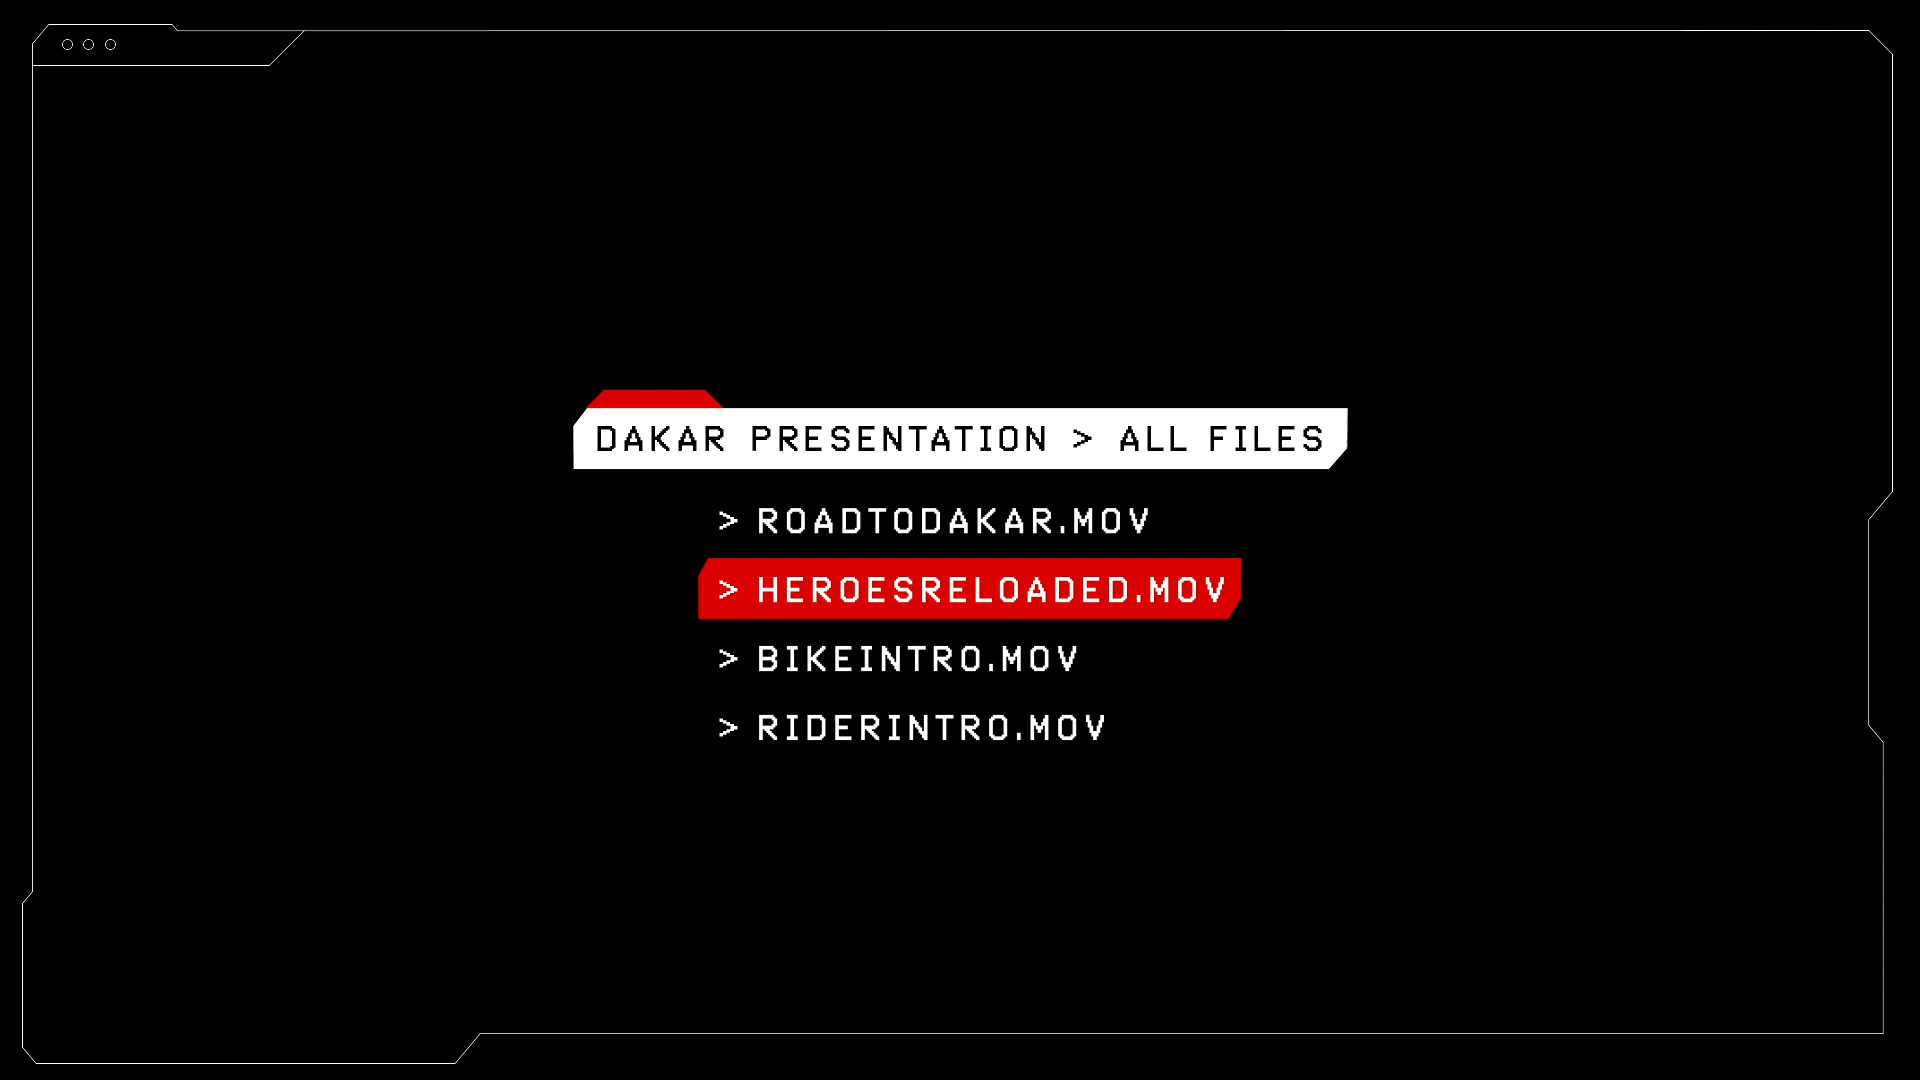 DAKAR PRESENTATION > ALL FILES
> ROADTODAKAR.MOV
> HEROESRELOADED.MOV
> BIKEINTRO.MOV
> RIDERINTRO.MOV